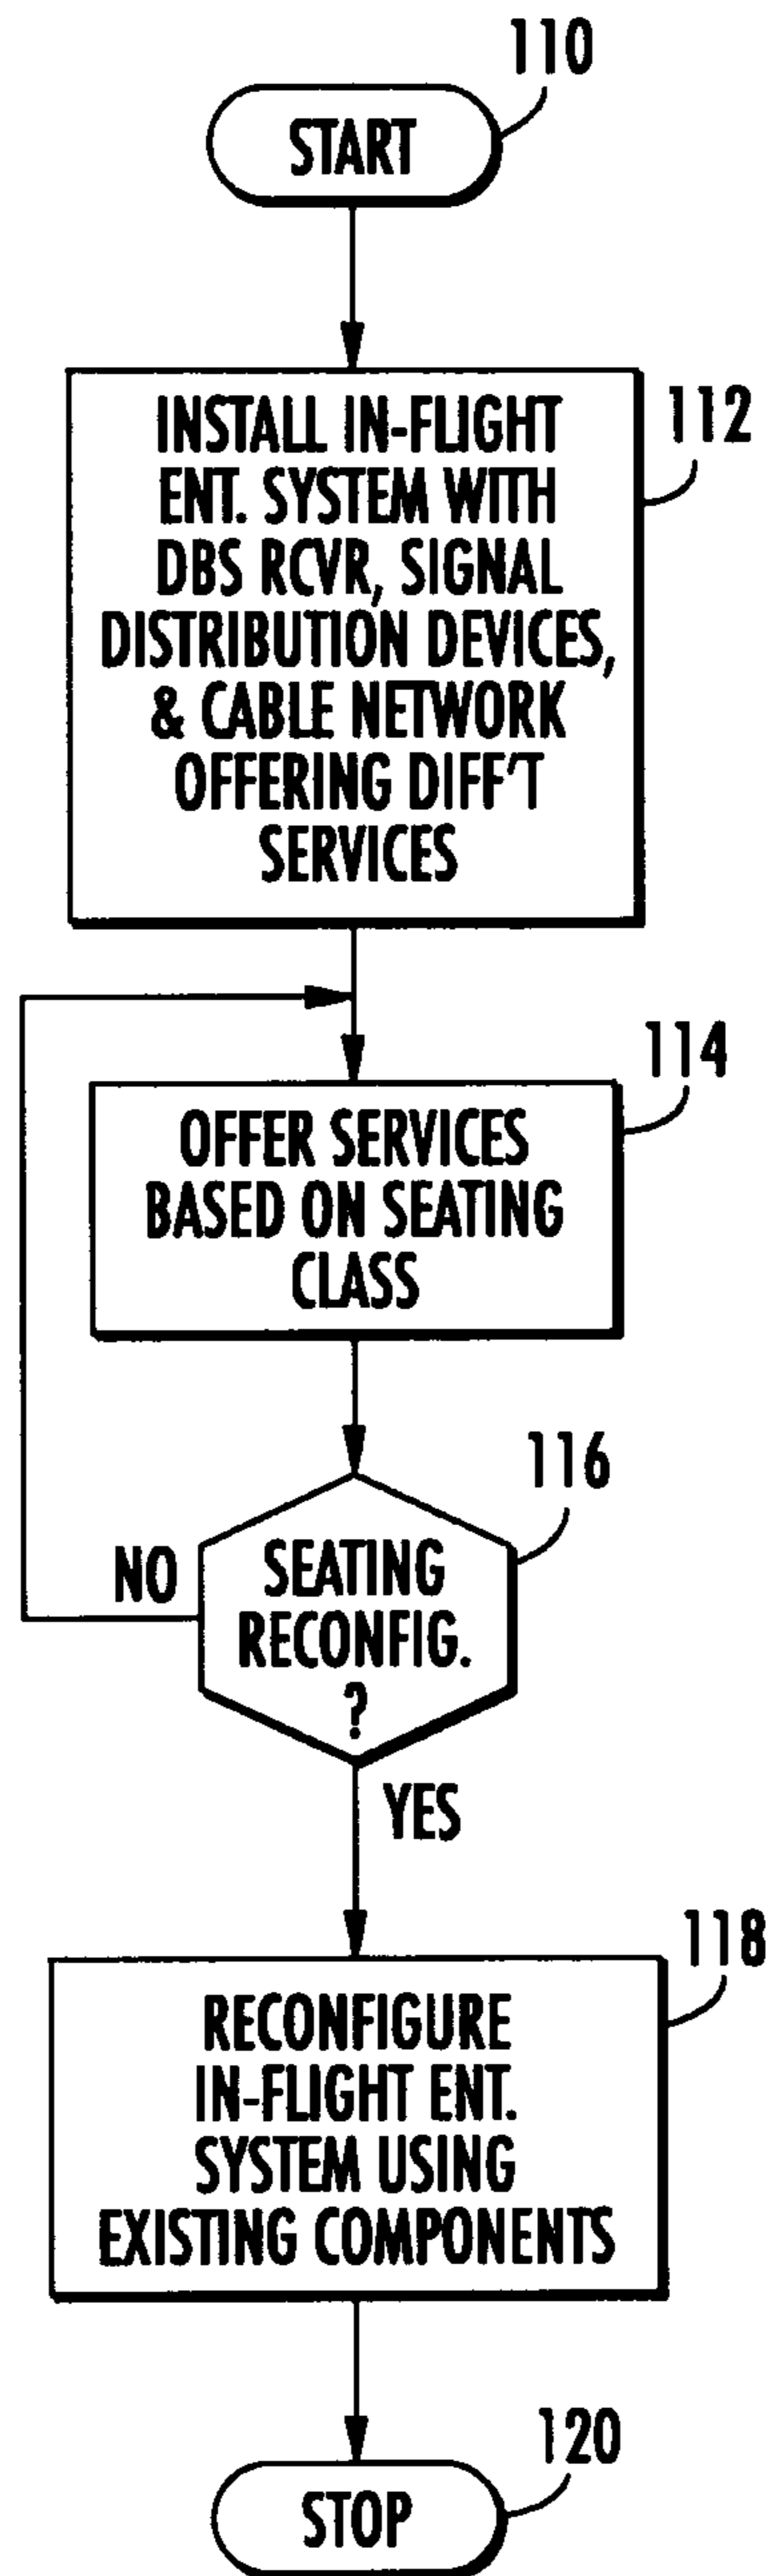 110
START
112
INSTALL IN-FLIGHT
ENT. SYSTEM WITH
DBS RCVR, SIGNAL
DISTRIBUTION DEVICES,
& CABLE NETWORK
OFFERING DIFF'T
SERVICES
114
OFFER SERVICES
BASED ON SEATING
CLASS
116
NO
SEATING
RECONFIG.
?
YES
118
RECONFIGURE
IN-FLIGHT ENT.
SYSTEM USING
EXISTING COMPONENTS
120
STOP